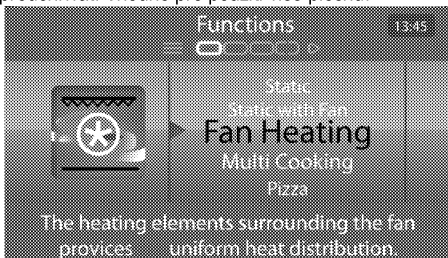 Functions
13:45
Static
Static with Fan
Fan Heating
Multi Cooking
Pizza
The heating elements surrounding the fan
provices uniform heat distribution.